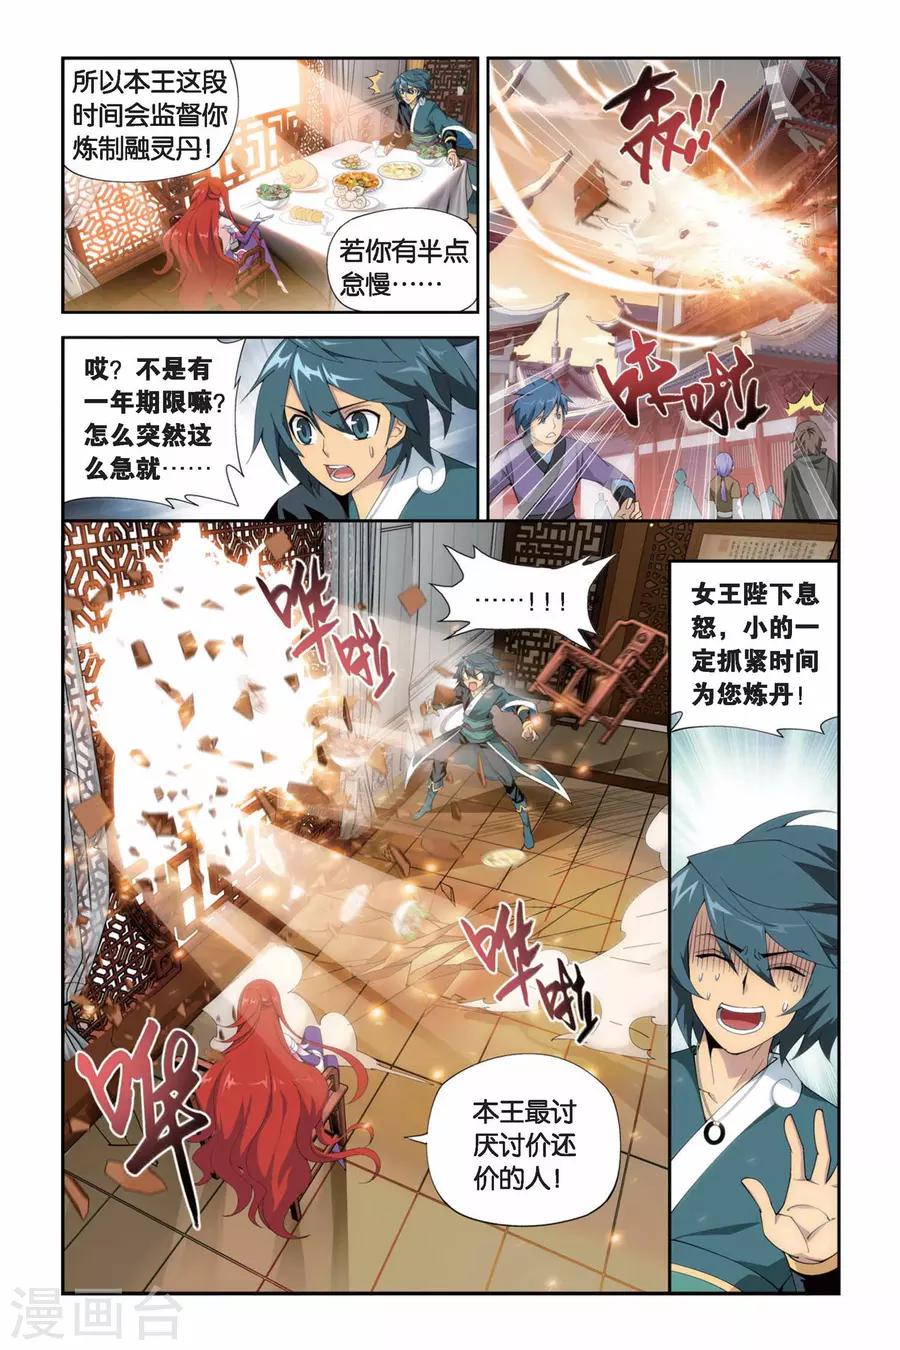 所以本王这段
时间会监督你
炼制融灵丹！
若你有半点
怠慢……
轰!!
哗啦
哎？不是有
一年期限嘛？
怎么突然这
么急就……
……!!!
哗啦
哗啦
哗
本王最讨
厌讨价还
价的人！
女王陛下息
怒，小的一
定抓紧时间
为您炼丹！
漫画台